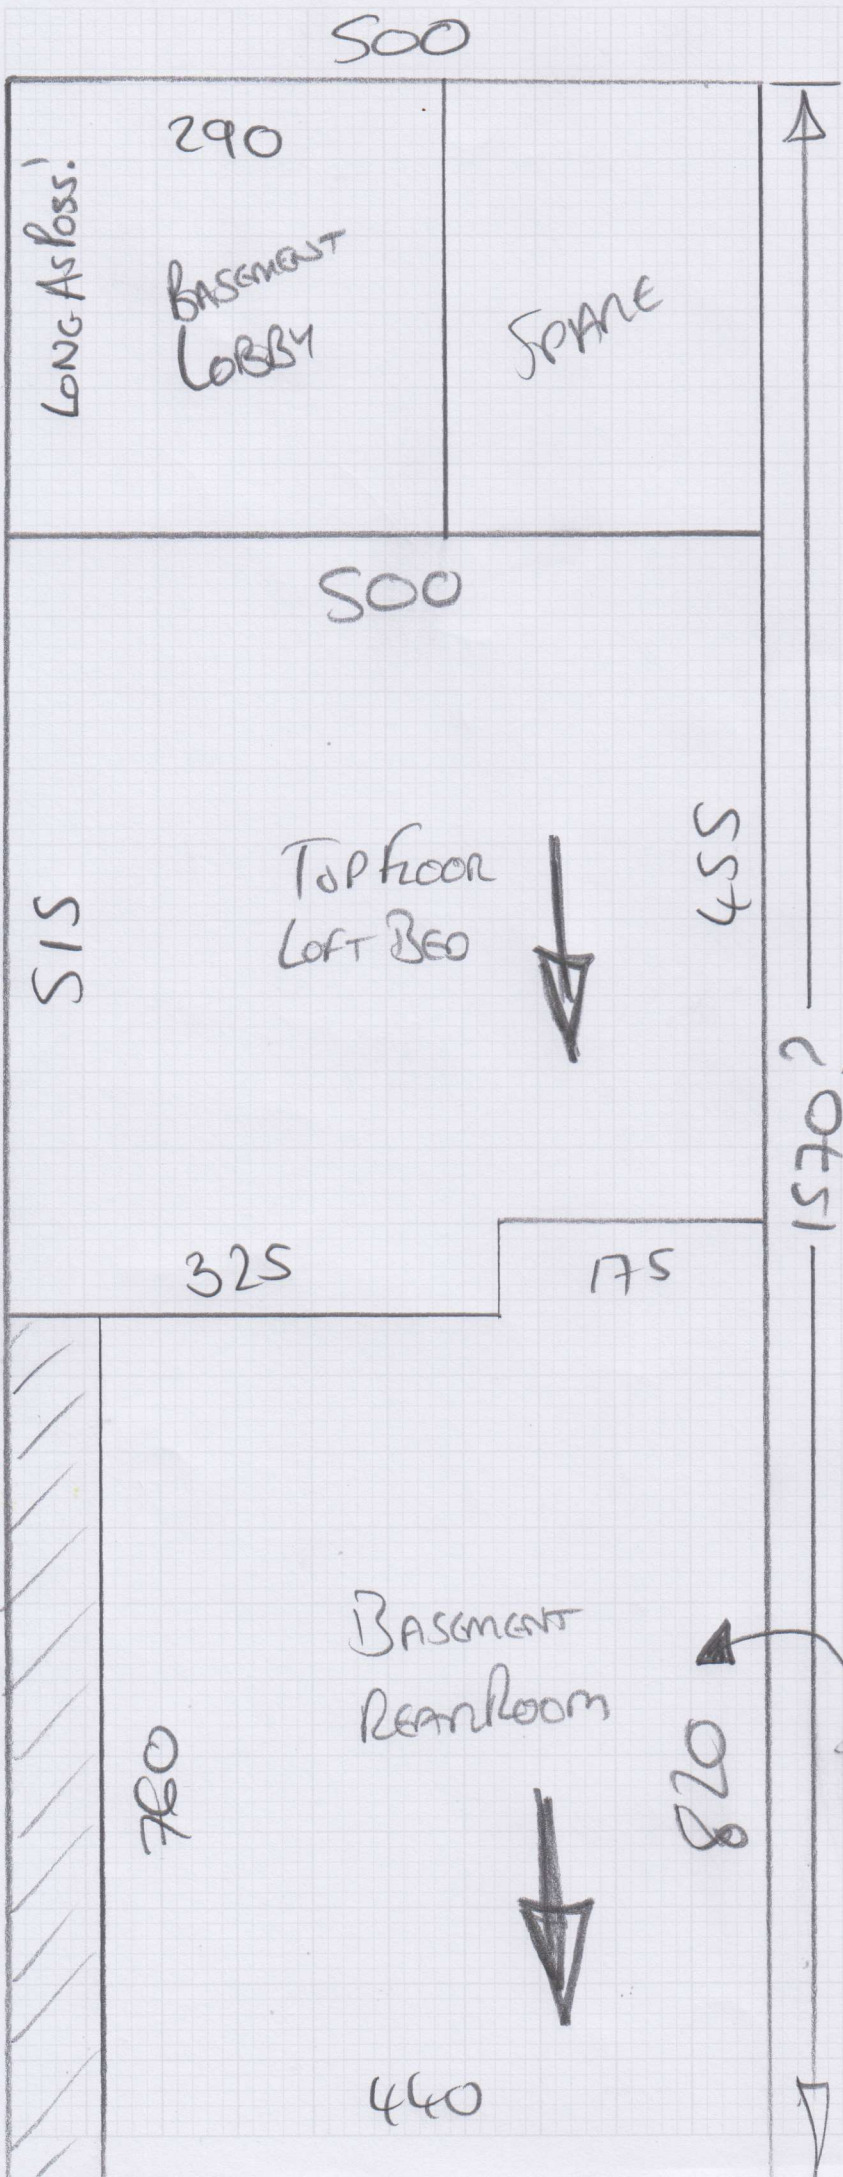 500
290
LONG AS POSS!
BASEMENT
LOBBY
SPARE
500
TOP FLOOR
LOFT BED
455
515
1570?
325
175
BASEMENT
REAR ROOM
760
820
440